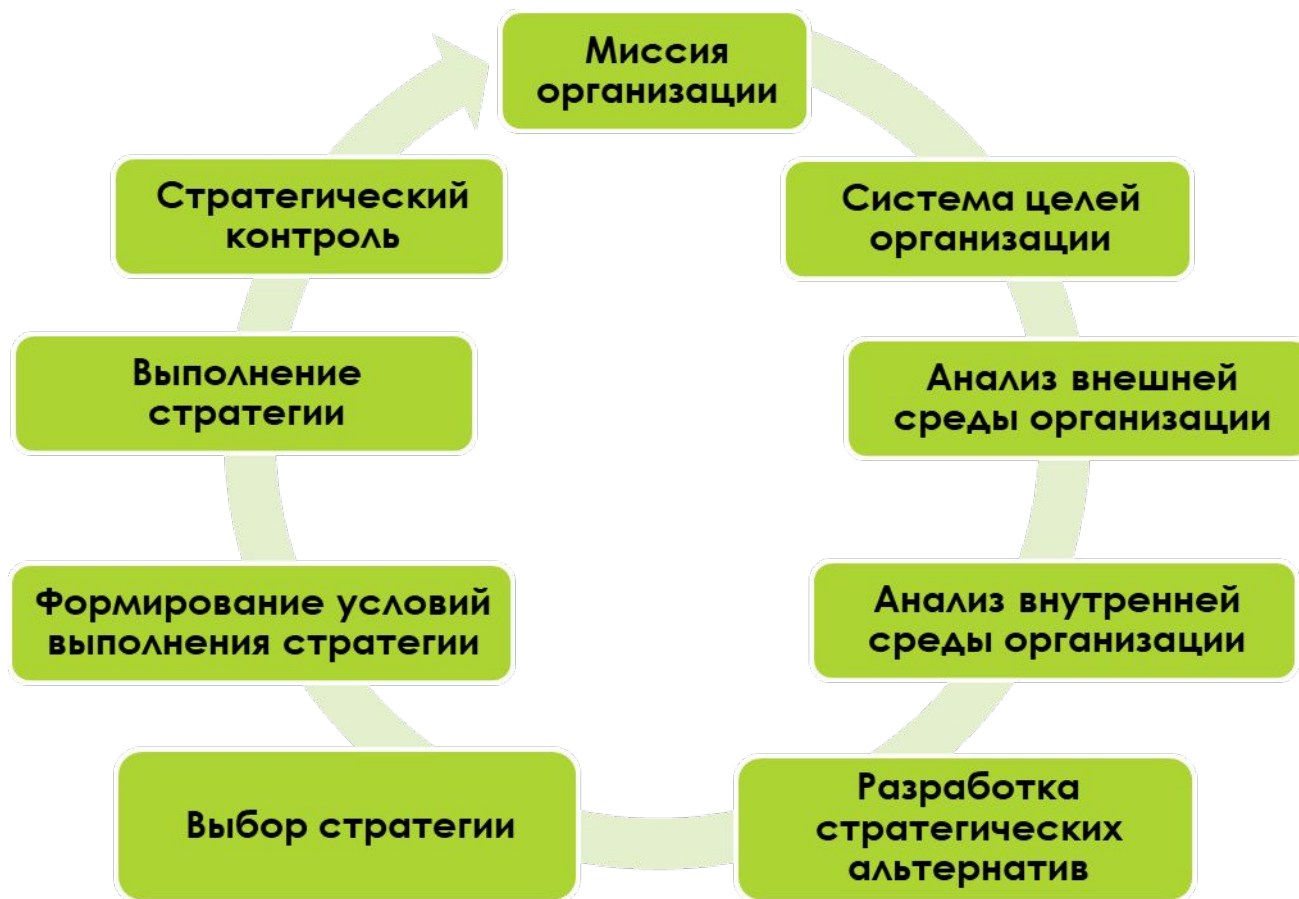 Миссия
организации
Система целей
организации
Анализ внешней
среды организации
Анализ внутренней
среды организации
Разработка
стратегических
альтернатив
Выбор стратегии
Формирование условий
выполнения стратегии
Выполнение
стратегии
Стратегический
контроль